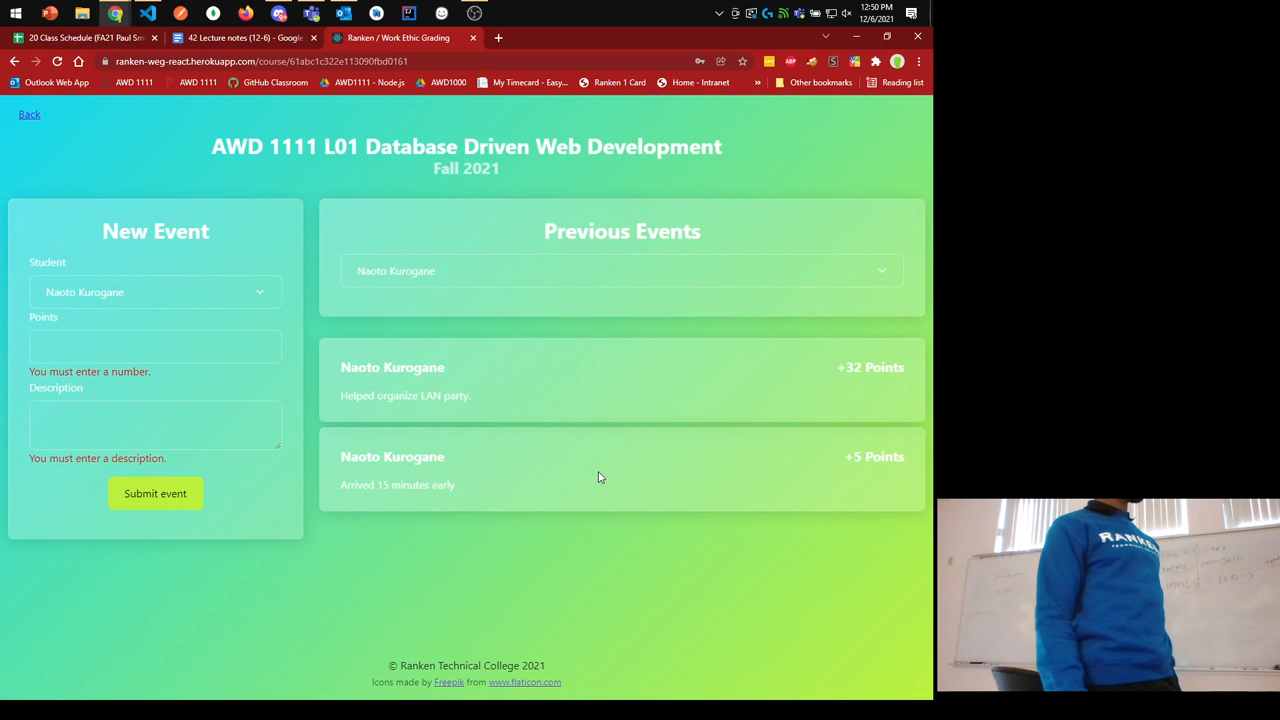 12:50 PM
12/6/2021
20 Class Schedule (FA21 Paul Sm
42 Lecture notes (12-6) - Google
Ranken / Work Ethic Grading
ranken-weg-react.herokuapp.com/course/61abc1c322e113090fbd0161
Outlook Web App
AWD 1111
AWD 1111
GitHub Classroom
AWD1111 - Node.js
AWD1000
My Timecard - Easy...
Ranken 1 Card
Home - Intranet
»
Other bookmarks
Reading list
Back
AWD 1111 L01 Database Driven Web Development
Fall 2021
New Event
Student
Naoto Kurogane
Points
You must enter a number.
Description
You must enter a description.
Submit event
Previous Events
Naoto Kurogane
Naoto Kurogane +32 Points
Helped organize LAN party.
Naoto Kurogane +5 Points
Arrived 15 minutes early
© Ranken Technical College 2021
Icons made by Freepik from www.flaticon.com
RANKEN